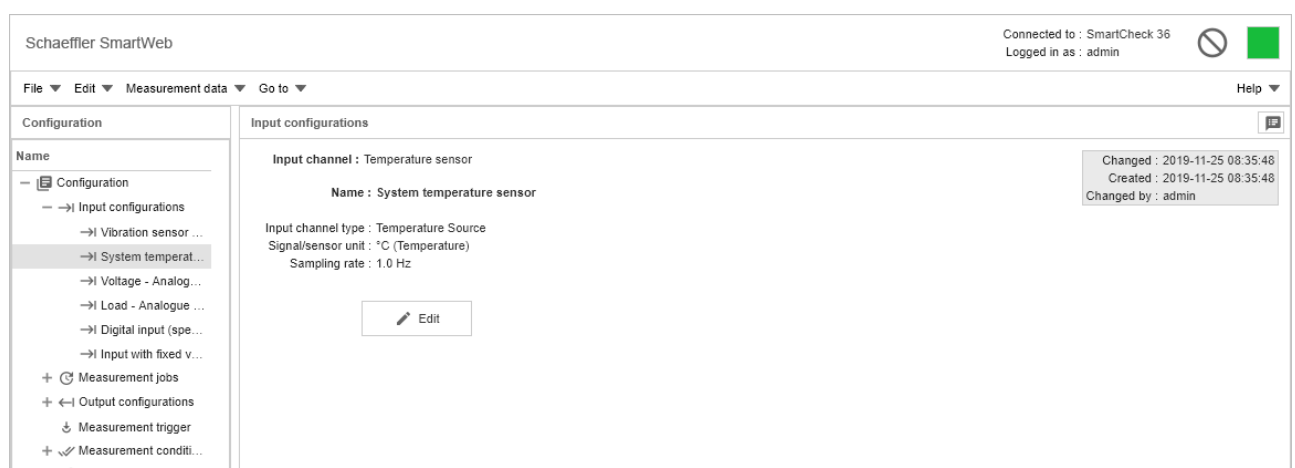 Schaeffler SmartWeb
Connected to : SmartCheck 36
Logged in as : admin
File Edit Measurement data Go to Help
Configuration
Input configurations
Name
Configuration
Input configurations
Vibration sensor ...
System temperat...
Voltage - Analog...
Load - Analogue ...
Digital input (spe...
Input with fixed v...
Measurement jobs
Output configurations
Measurement trigger
Measurement conditi...
Input channel : Temperature sensor
Name : System temperature sensor
Input channel type : Temperature Source
Signal/sensor unit : °C (Temperature)
Sampling rate : 1.0 Hz
Edit
Changed : 2019-11-25 08:35:48
Created : 2019-11-25 08:35:48
Changed by : admin